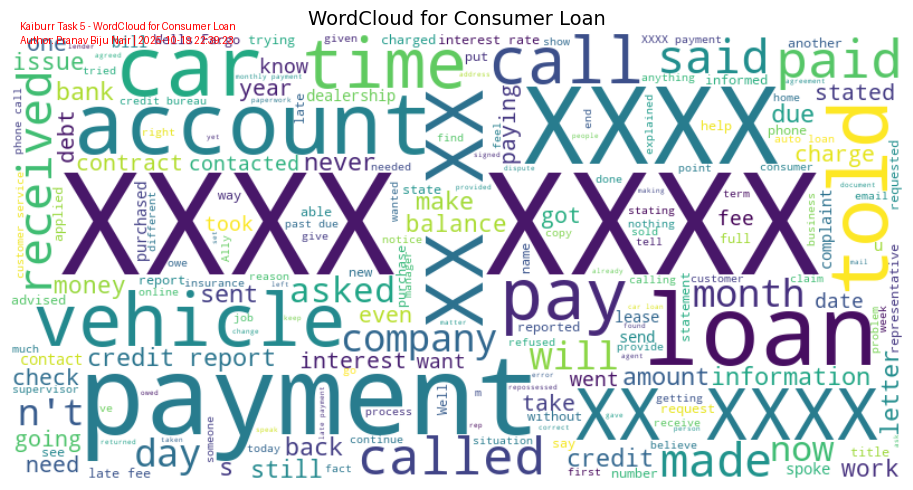 WordCloud for Consumer Loan
Kaiburr Task 5 - WordCloud for Consumer Loan
one bill Wells Fargo trying given charged interest rate put show XXXX payment another
car time call said paid
issue tried agreed know lender monthly payment address anything informed agreement stated
bank credit bureau year paperwork late dealership find feel end explained people help home due
received debt account XXXX XXXX phone auto loan told
phone call right yet signed paying dispute charge requested
contract contacted never needed point consumer
customer service applied XXXX provided XXXX document email
purchased different way able done making term
took past due wanted state make got stating fee business complaint
Ally set give balance copy nothing sold tell full
owe notice name mail
money report insurance reason new purchase manager already calling customer claim
advised online sent left asked pay month date representative
vehicle job change keep even XX matter reported car loan lease statement week problem
company refused send found loan
much contact credit report interest want will provide agent
check supervisor payment go error went amount information letter
owed repossessed getting
n't ve late payment process Well m rep take without gave request XX XXXX
going see returned speak taken someone today continue situation correct receive person ask
need day s back called say believe now title
late fee still fact credit first number made spoke work